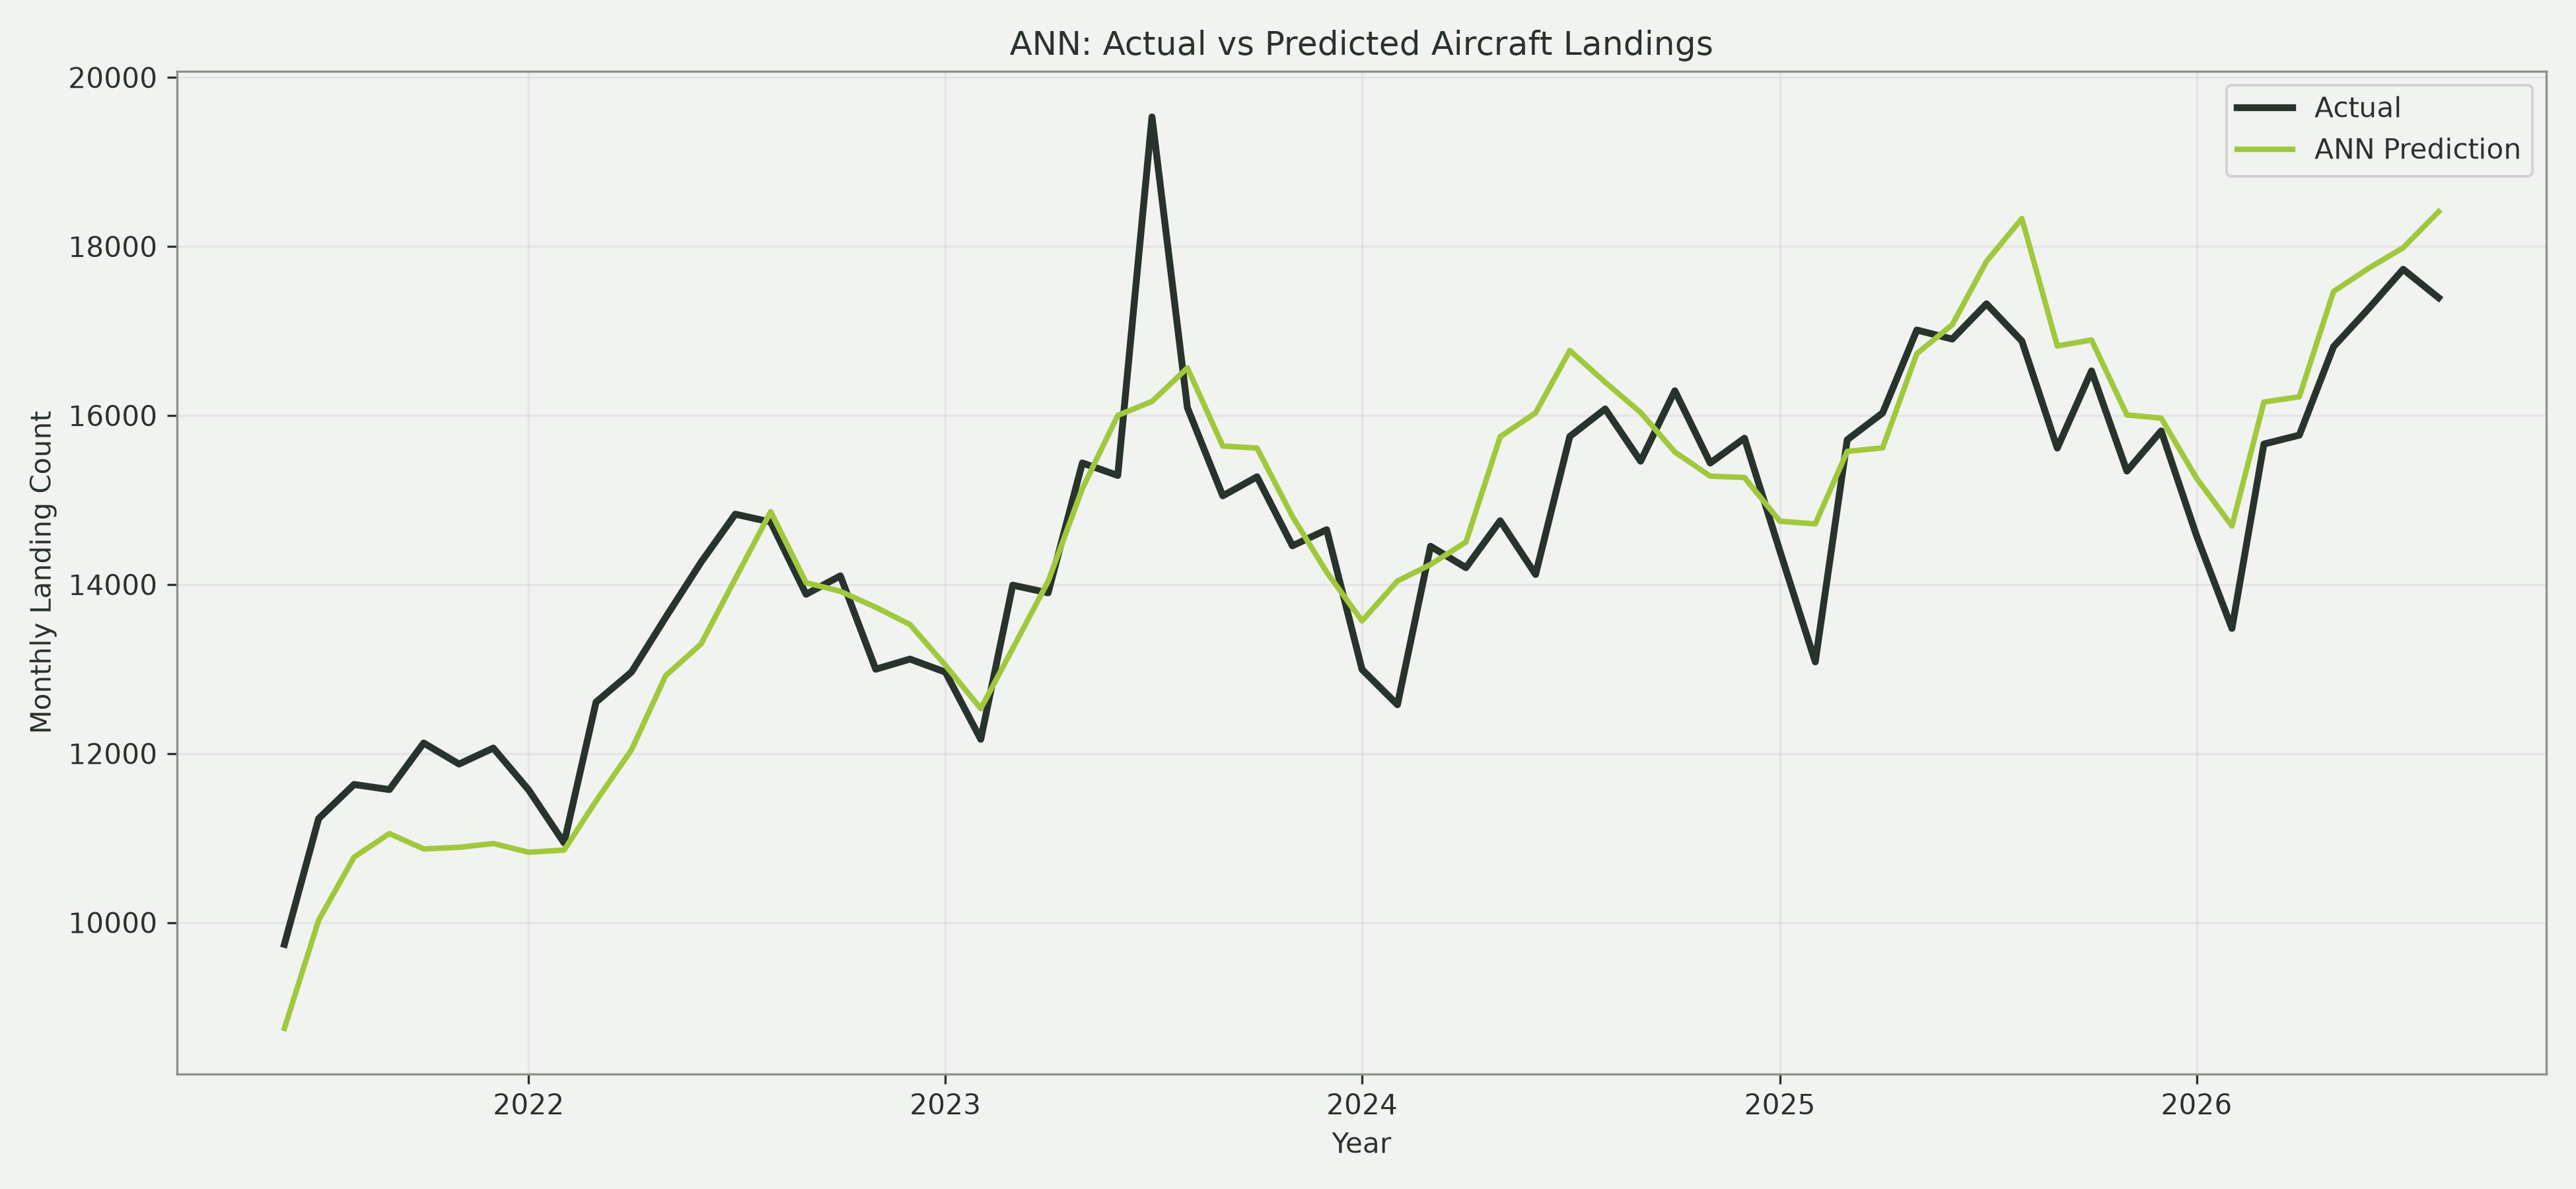 ANN: Actual vs Predicted Aircraft Landings
Actual
ANN Prediction
Monthly Landing Count
20000
18000
16000
14000
12000
10000
2022
2023
2024
2025
2026
Year